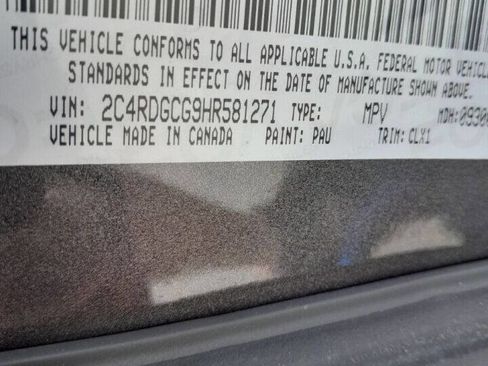 THIS VEHICLE CONFORMS TO ALL APPLICABLE U.S.A. FEDERAL MOTOR
STANDARDS IN EFFECT ON THE DATE OF MANUFACTURE SHOWN ABOVE.
VIN: 2C4RDGCG9HR581271 TYPE: MPV MDH:
VEHICLE MADE IN CANADA PAINT: PAU TRIM: CLX1